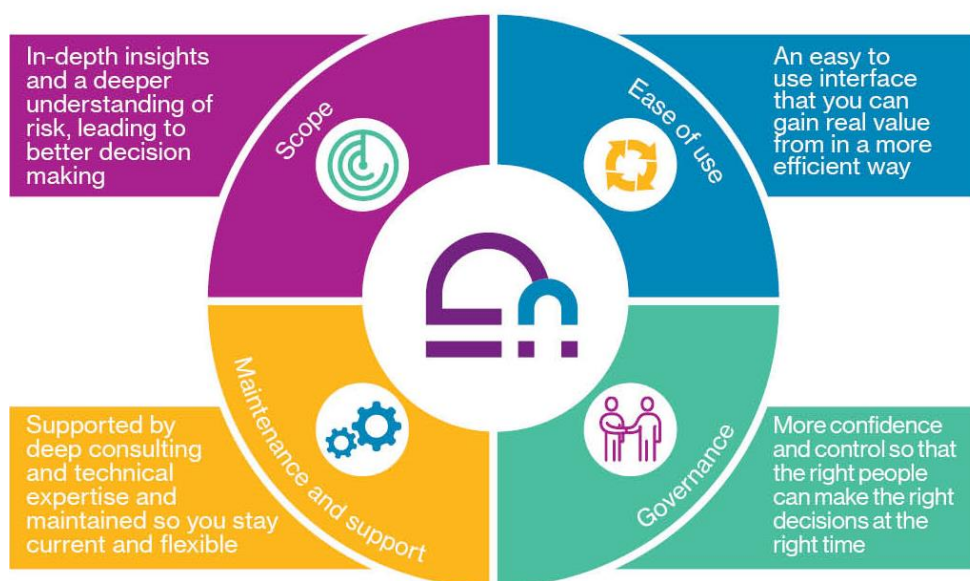 In-depth insights
and a deeper
understanding of
risk, leading to
better decision
making
Scope
Ease of use
An easy to
use interface
that you can
gain real value
from in a more
efficient way
Supported by
deep consulting
and technical
expertise and
maintained so you stay
current and flexible
Maintenance and support
Governance
More confidence
and control so that
the right people
can make the right
decisions at the
right time